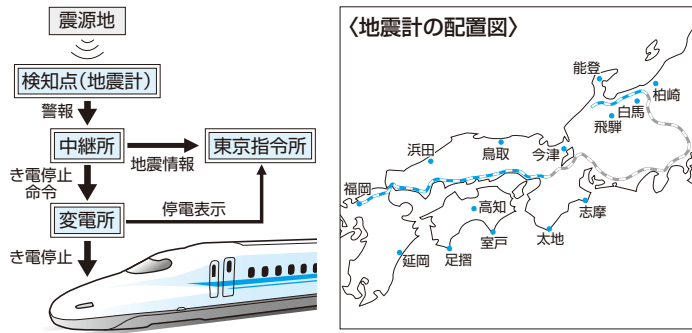 震源地
検知点(地震計)
警報
中継所
地震情報
東京指令所
き電停止
命令
変電所
停電表示
き電停止
〈地震計の配置図〉
能登
柏崎
白馬
飛騨
浜田
鳥取
今津
福岡
高知
志摩
室戸
太地
延岡
足摺